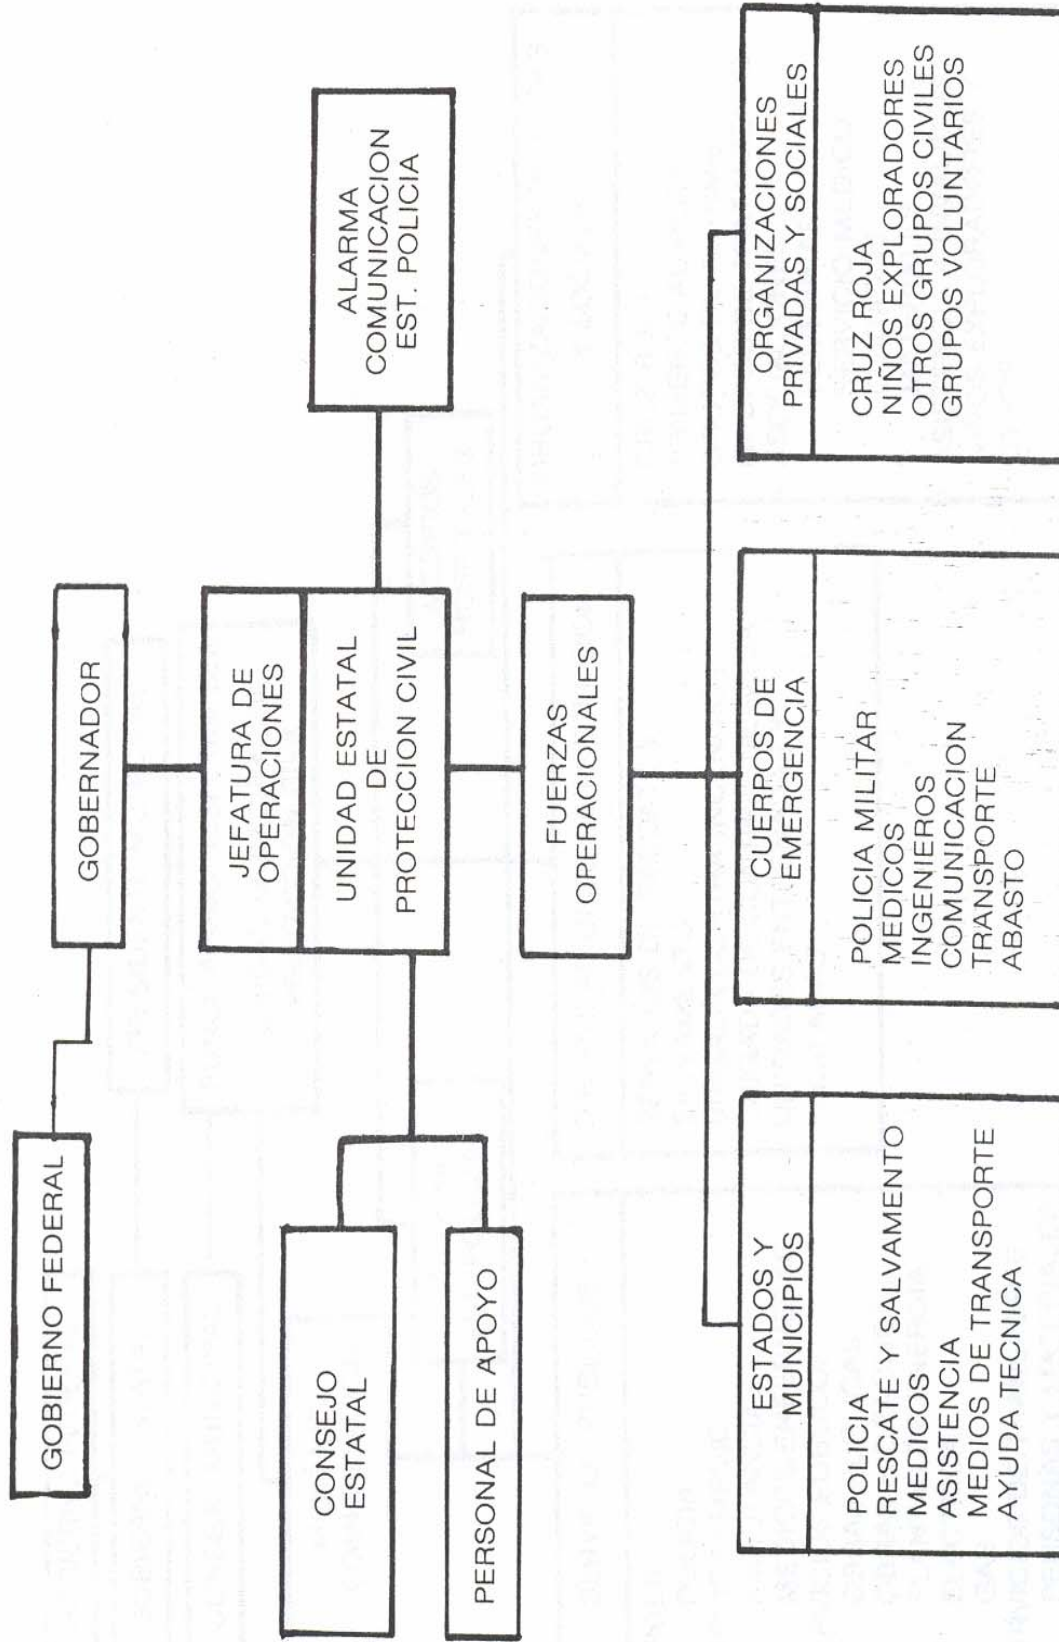 GOBIERNO FEDERAL
GOBERNADOR
JEFATURA DE
OPERACIONES
UNIDAD ESTATAL
DE
PROTECCION CIVIL
ALARMA
COMUNICACION
EST. POLICIA
CONSEJO
ESTATAL
PERSONAL DE APOYO
FUERZAS
OPERACIONALES
ESTADOS Y
MUNICIPIOS
POLICIA
RESCATE Y SALVAMENTO
MEDICOS
ASISTENCIA
MEDIOS DE TRANSPORTE
AYUDA TECNICA
CUERPOS DE
EMERGENCIA
POLICIA MILITAR
MEDICOS
INGENIEROS
COMUNICACION
TRANSPORTE
ABASTO
ORGANIZACIONES
PRIVADAS Y SOCIALES
CRUZ ROJA
NIÑOS EXPLORADORES
OTROS GRUPOS CIVILES
GRUPOS VOLUNTARIOS